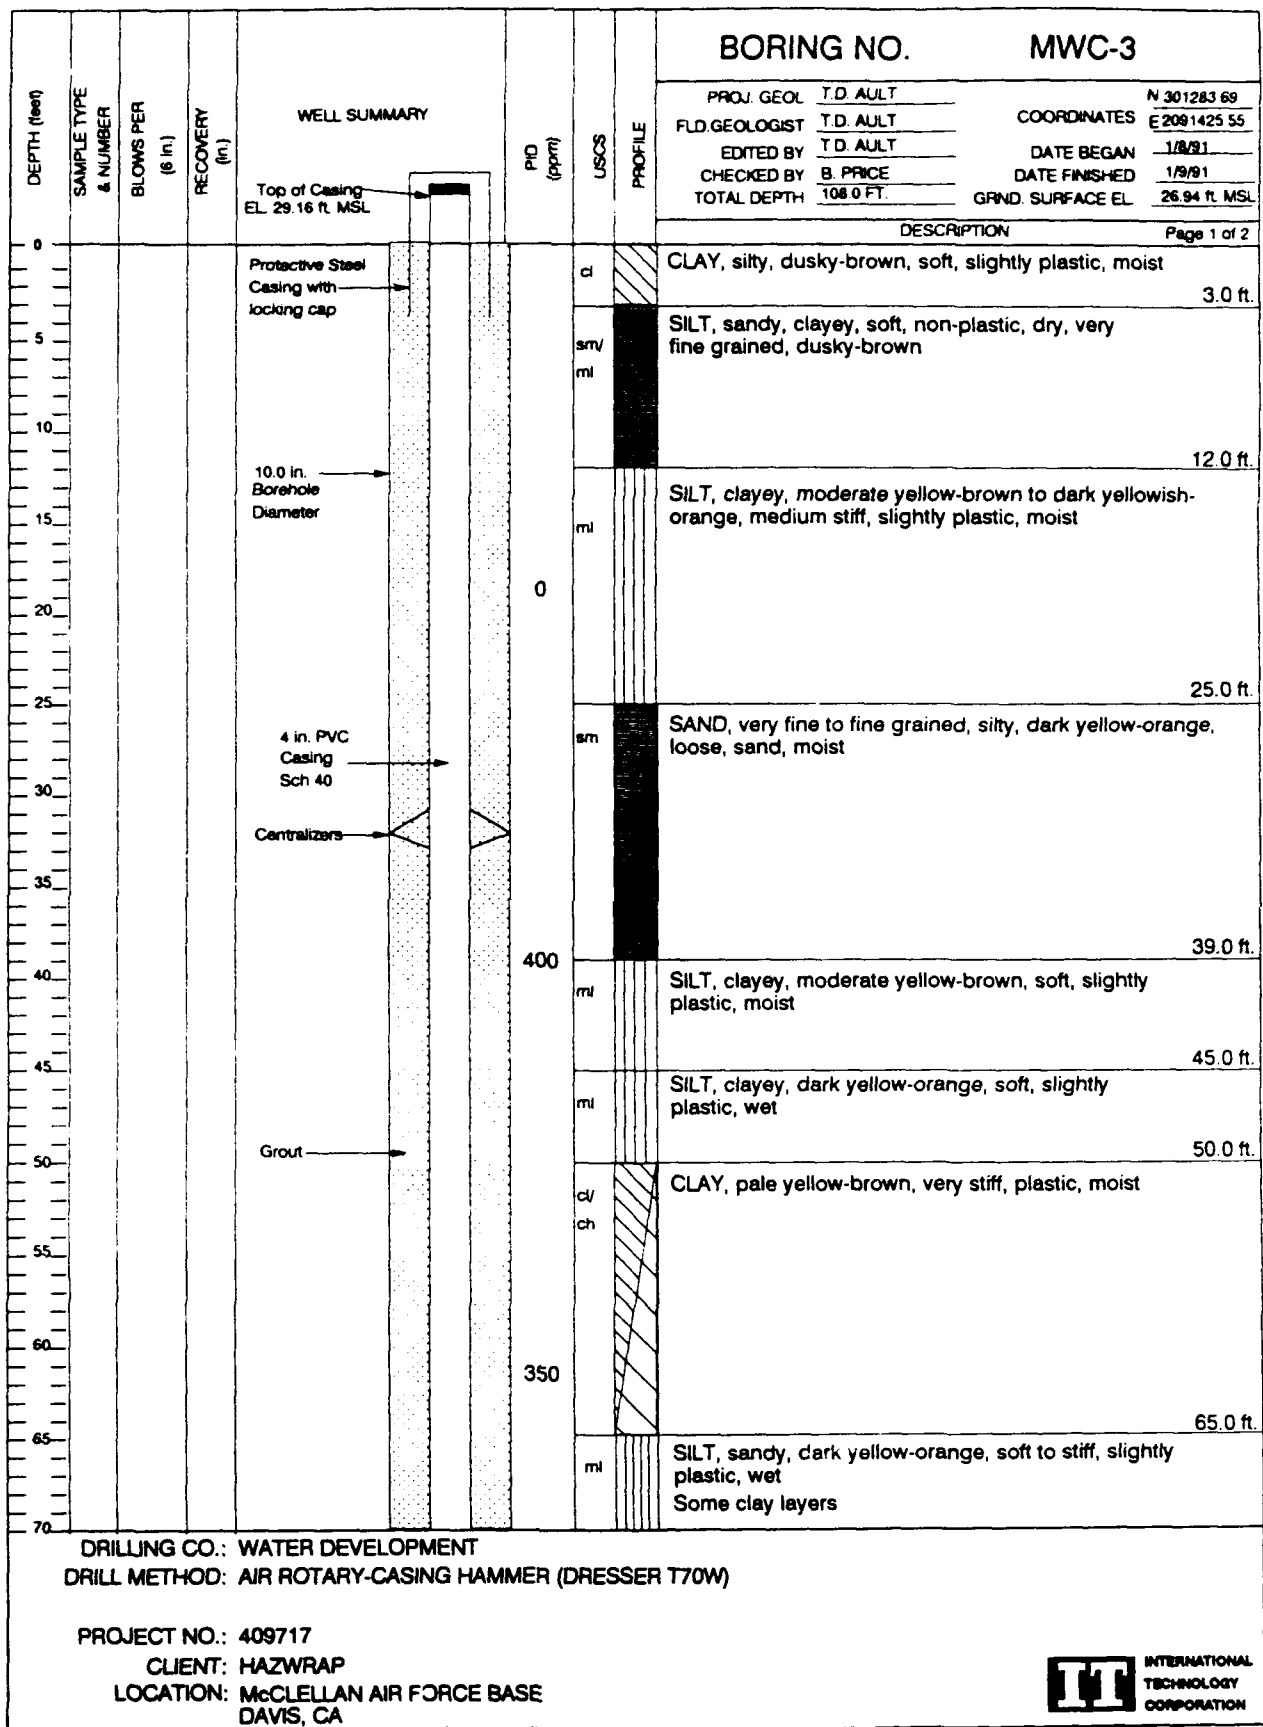 BORING NO. MWC-3
PROJ. GEOL T.D. AULT
FLD.GEOLOGIST T.D. AULT
EDITED BY T.D. AULT
CHECKED BY B. PRICE
TOTAL DEPTH 108.0 FT.
COORDINATES N 301283 69
E 2091425 55
DATE BEGAN 1/8/91
DATE FINISHED 1/9/91
GRND. SURFACE EL 26.94 ft. MSL
DEPTH (feet)
SAMPLE TYPE
& NUMBER
BLOWS PER
(6 in.)
RECOVERY
(in.)
WELL SUMMARY
PID
(ppm)
USCS
PROFILE
DESCRIPTION Page 1 of 2
Top of Casing
EL. 29.16 ft. MSL
0
Protective Steel
Casing with
locking cap
cl
CLAY, silty, dusky-brown, soft, slightly plastic, moist
3.0 ft.
5
sm/
ml
SILT, sandy, clayey, soft, non-plastic, dry, very
fine grained, dusky-brown
10
12.0 ft.
10.0 in.
Borehole
Diameter
15
ml
SILT, clayey, moderate yellow-brown to dark yellowish-
orange, medium stiff, slightly plastic, moist
0
20
25.0 ft.
25
4 in. PVC
Casing
Sch 40
sm
SAND, very fine to fine grained, silty, dark yellow-orange,
loose, sand, moist
30
Centralizers
35
39.0 ft.
400
40
ml
SILT, clayey, moderate yellow-brown, soft, slightly
plastic, moist
45.0 ft.
45
ml
SILT, clayey, dark yellow-orange, soft, slightly
plastic, wet
50.0 ft.
Grout
50
cl/
ch
CLAY, pale yellow-brown, very stiff, plastic, moist
55
60
350
65.0 ft.
65
ml
SILT, sandy, dark yellow-orange, soft to stiff, slightly
plastic, wet
Some clay layers
70
DRILLING CO.: WATER DEVELOPMENT
DRILL METHOD: AIR ROTARY-CASING HAMMER (DRESSER T70W)
PROJECT NO.: 409717
CLIENT: HAZWRAP
LOCATION: McCLELLAN AIR FORCE BASE
DAVIS, CA
IT INTERNATIONAL
TECHNOLOGY
CORPORATION